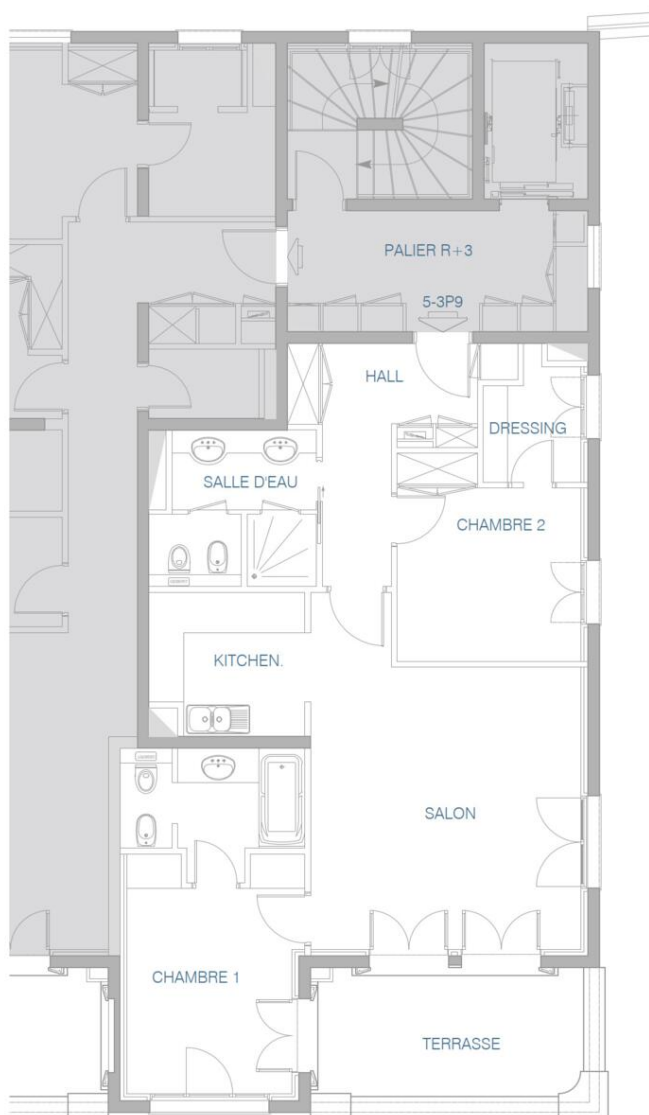 PALIER R+3
5-3P9
HALL
DRESSING
SALLE D'EAU
CHAMBRE 2
KITCHEN.
SALON
CHAMBRE 1
TERRASSE